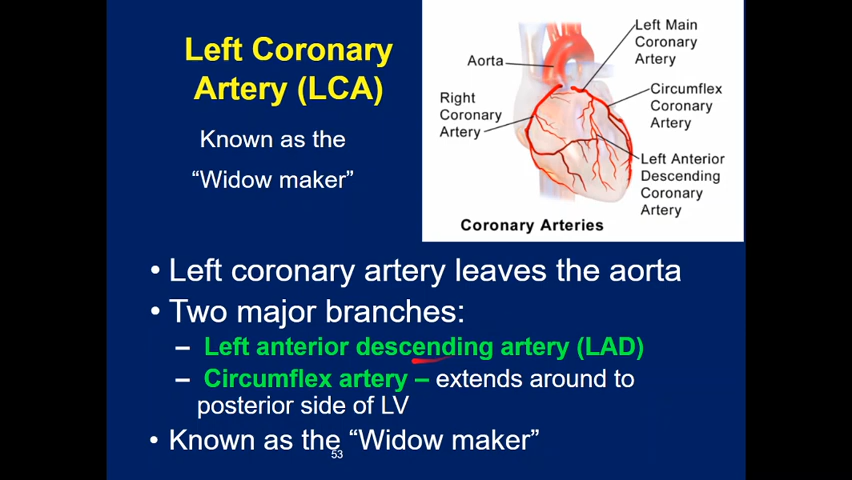 Left Coronary
Artery (LCA)
Known as the
“Widow maker”
Left Main
Coronary
Artery
Aorta
Circumflex
Coronary
Artery
Right
Coronary
Artery
Left Anterior
Descending
Coronary
Artery
Coronary Arteries
• Left coronary artery leaves the aorta
• Two major branches:
– Left anterior descending artery (LAD)
– Circumflex artery – extends around to
posterior side of LV
• Known as the “Widow maker”
53